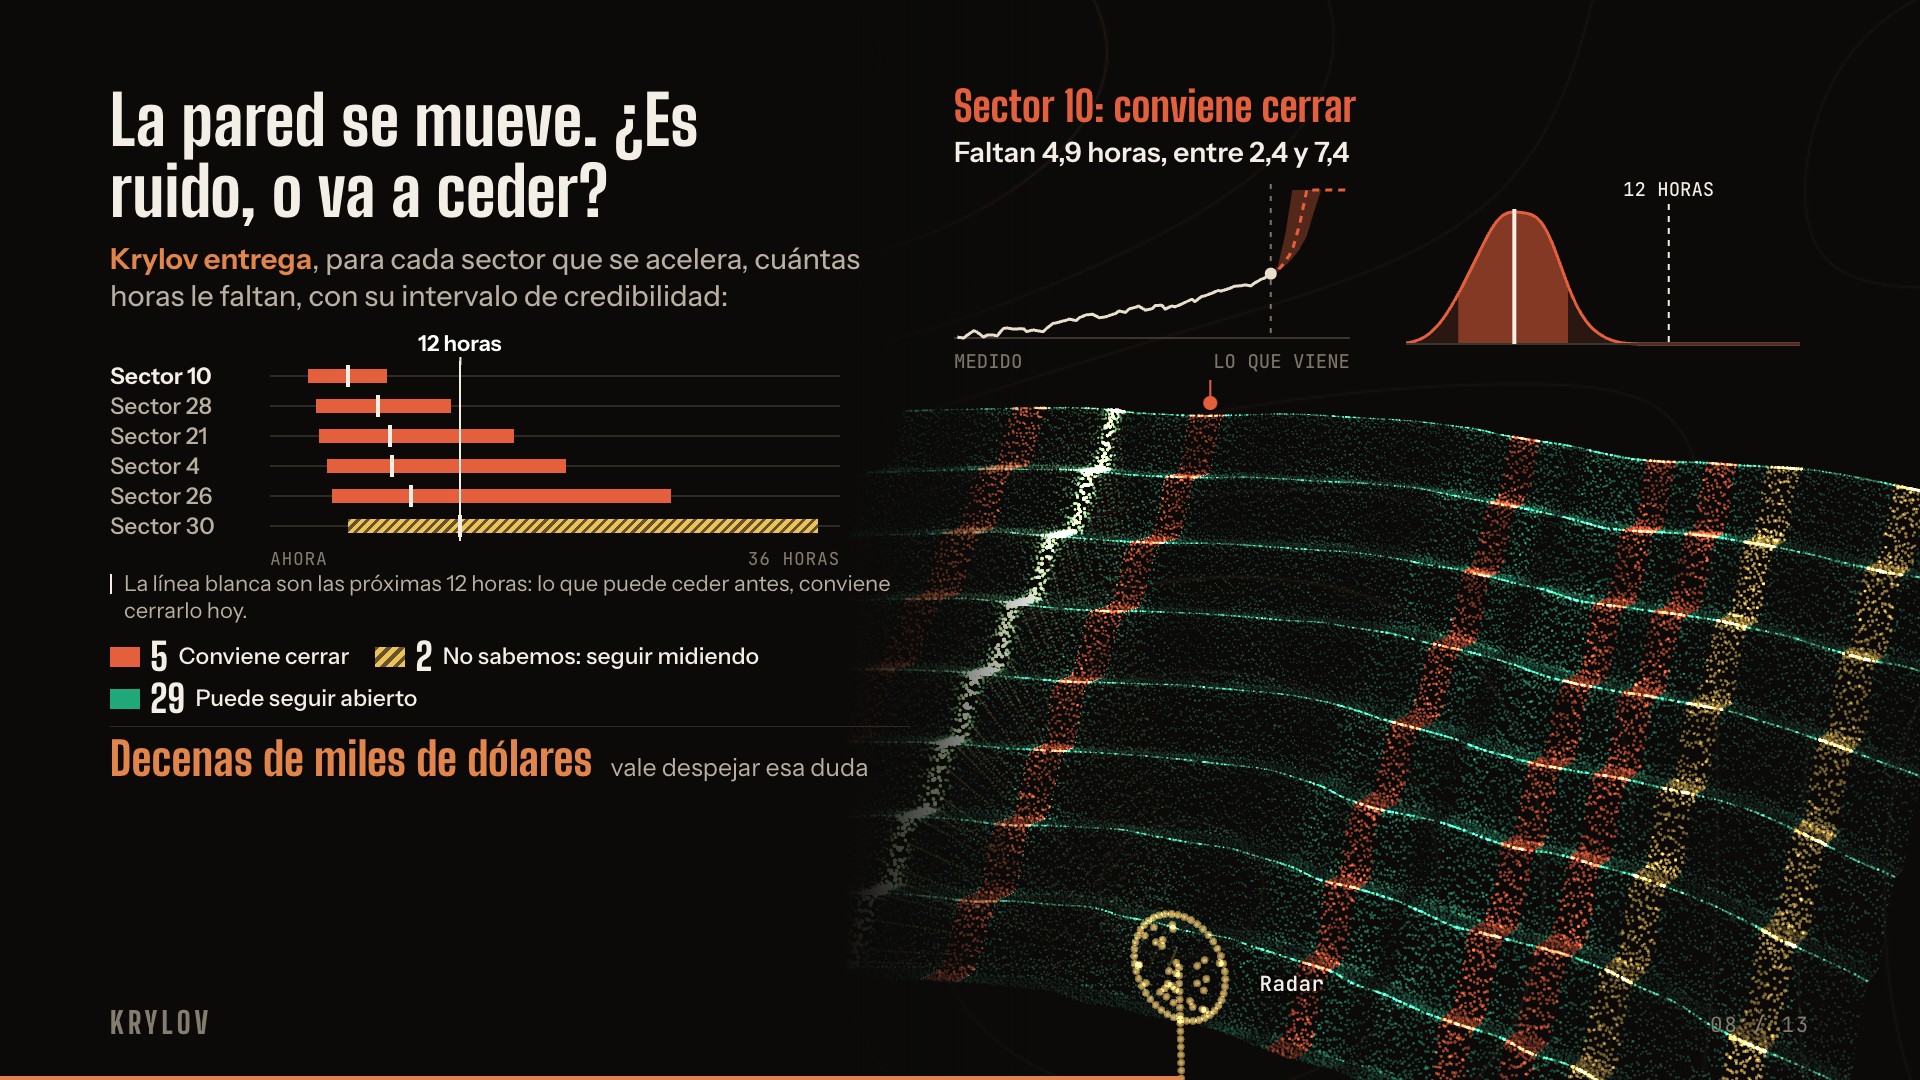 La pared se mueve. ¿Es
ruido, o va a ceder?
Krylov entrega, para cada sector que se acelera, cuántas
horas le faltan, con su intervalo de credibilidad:
12 horas
Sector 10
Sector 28
Sector 21
Sector 4
Sector 26
Sector 30
AHORA
36 HORAS
La línea blanca son las próximas 12 horas: lo que puede ceder antes, conviene
cerrarlo hoy.
5 Conviene cerrar
2 No sabemos: seguir midiendo
29 Puede seguir abierto
Decenas de miles de dólares vale despejar esa duda
Sector 10: conviene cerrar
Faltan 4,9 horas, entre 2,4 y 7,4
MEDIDO
LO QUE VIENE
12 HORAS
Radar
KRYLOV
08 / 13